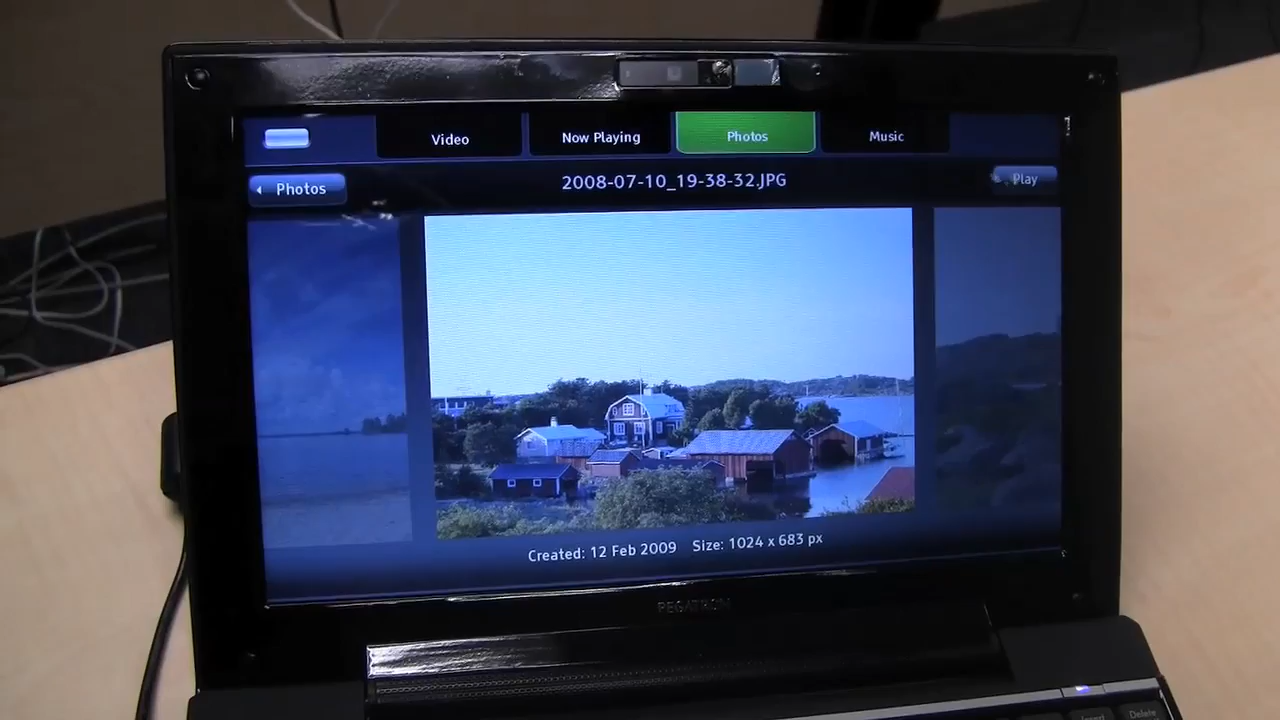 Video
Now Playing
Photos
Music
Photos
2008-07-10_19-38-32.JPG
Play
Created: 12 Feb 2009 Size: 1024 x 683 px
PEGATRON
Insert
Delete